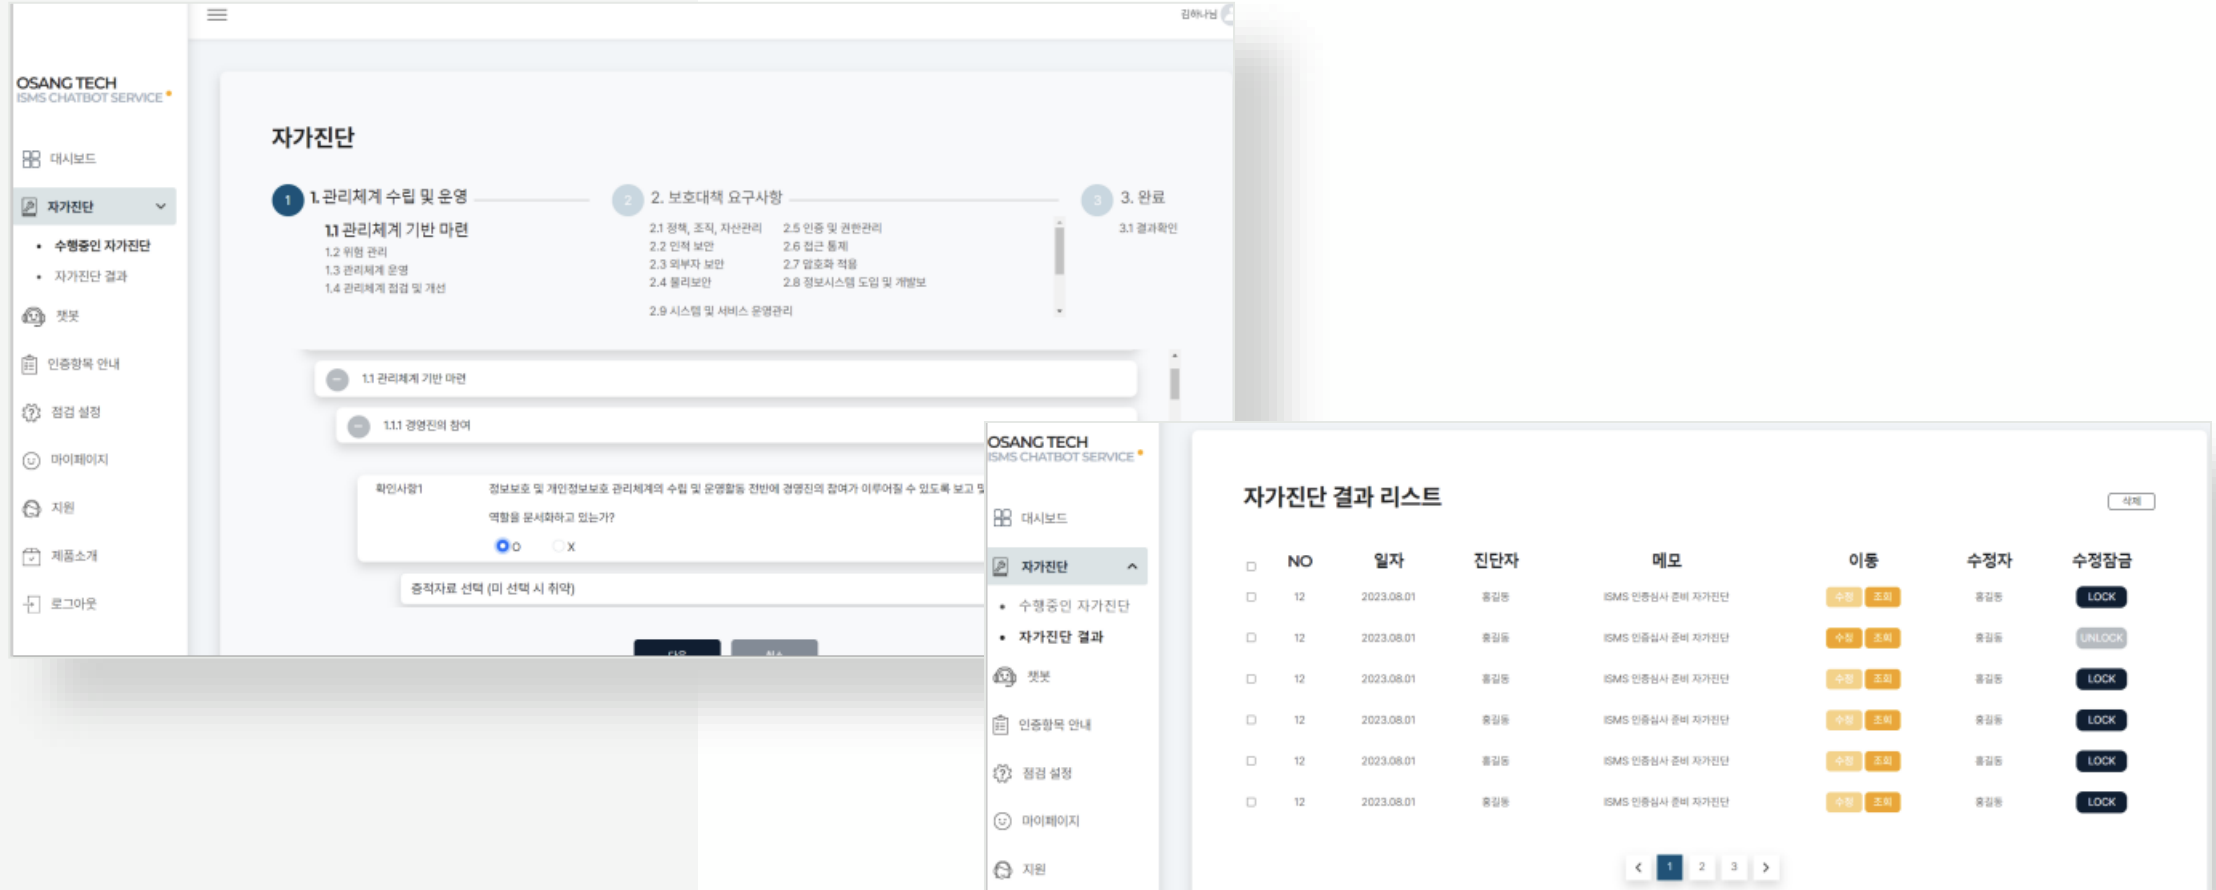 김하나님
OSANG TECH
ISMS CHATBOT SERVICE
대시보드
자가진단
수행중인 자가진단
자가진단 결과
챗봇
인증항목 안내
점검 설정
마이페이지
지원
제품소개
로그아웃
자가진단
1 1. 관리체계 수립 및 운영
1.1 관리체계 기반 마련
1.2 위험 관리
1.3 관리체계 운영
1.4 관리체계 점검 및 개선
2 2. 보호대책 요구사항
2.1 정책, 조직, 자산관리 2.5 인증 및 권한관리
2.2 인적 보안 2.6 접근 통제
2.3 외부자 보안 2.7 암호화 적용
2.4 물리보안 2.8 정보시스템 도입 및 개발보
2.9 시스템 및 서비스 운영관리
3 3. 완료
3.1 결과확인
1.1 관리체계 기반 마련
1.1.1 경영진의 참여
확인사항1 정보보호 및 개인정보보호 관리체계의 수립 및 운영활동 전반에 경영진의 참여가 이루어질 수 있도록 보고 및
역할을 문서화하고 있는가?
O X
증적자료 선택 (미 선택 시 취약)
OSANG TECH
ISMS CHATBOT SERVICE
대시보드
자가진단
수행중인 자가진단
자가진단 결과
챗봇
인증항목 안내
점검 설정
마이페이지
지원
자가진단 결과 리스트
삭제
NO 일자 진단자 메모 이동 수정자 수정잠금
12 2023.08.01 홍길동 ISMS 인증심사 준비 자가진단 수정 조회 홍길동 LOCK
12 2023.08.01 홍길동 ISMS 인증심사 준비 자가진단 수정 조회 홍길동 UNLOCK
12 2023.08.01 홍길동 ISMS 인증심사 준비 자가진단 수정 조회 홍길동 LOCK
12 2023.08.01 홍길동 ISMS 인증심사 준비 자가진단 수정 조회 홍길동 LOCK
12 2023.08.01 홍길동 ISMS 인증심사 준비 자가진단 수정 조회 홍길동 LOCK
12 2023.08.01 홍길동 ISMS 인증심사 준비 자가진단 수정 조회 홍길동 LOCK
< 1 2 3 >